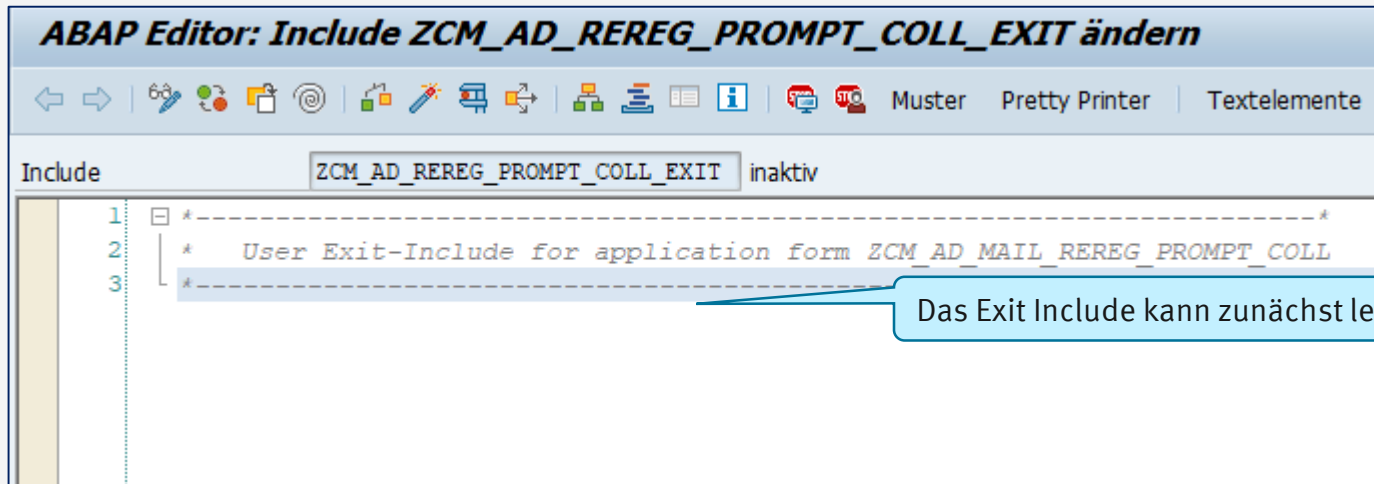 ABAP Editor: Include ZCM_AD_REREG_PROMPT_COLL_EXIT ändern
Muster Pretty Printer Textelemente
Include ZCM_AD_REREG_PROMPT_COLL_EXIT inaktiv
1 *----------------------------------------------------------------------*
2 * User Exit-Include for application form ZCM_AD_MAIL_REREG_PROMPT_COLL
3 *---------------------------------------------
Das Exit Include kann zunächst